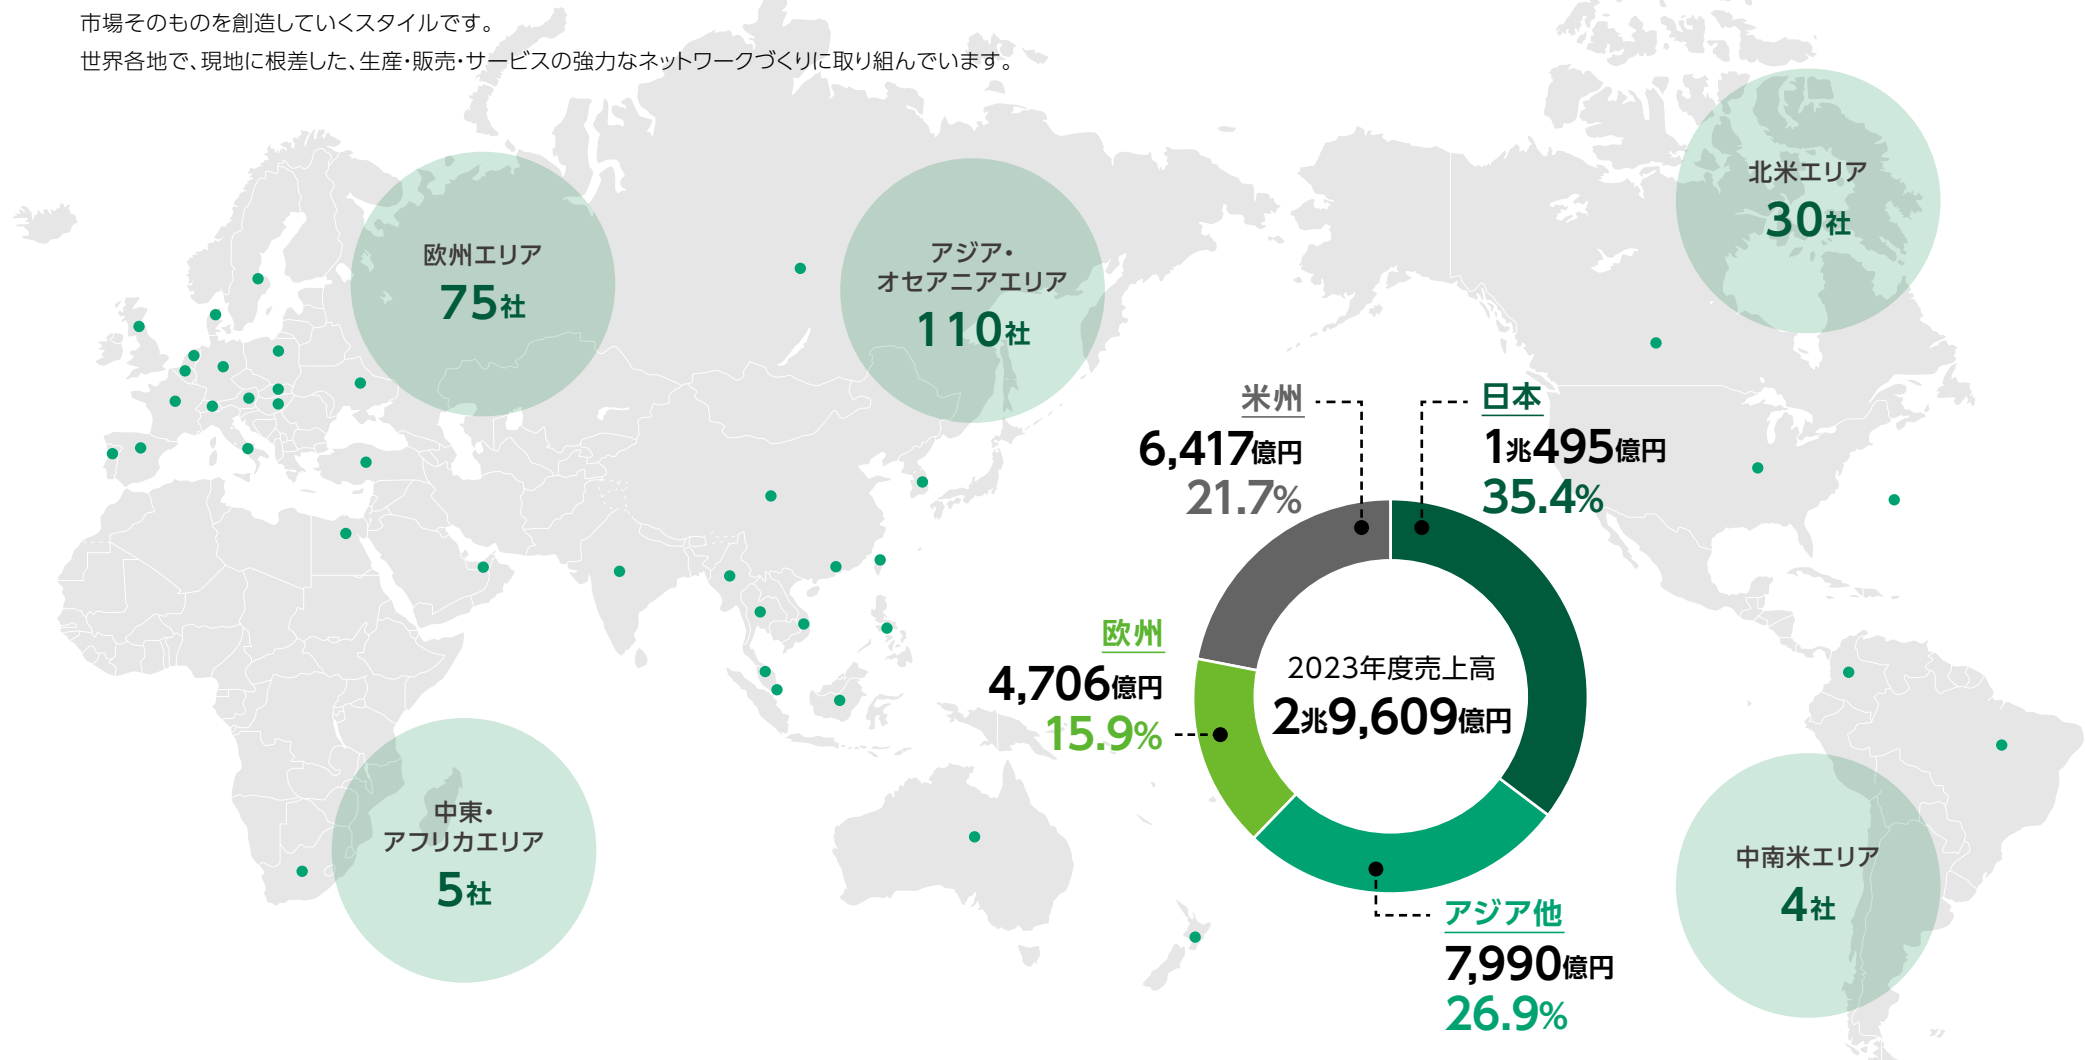 市場そのものを創造していくスタイルです。
世界各地で、現地に根差した、生産・販売・サービスの強力なネットワークづくりに取り組んでいます。
欧州エリア
75社
アジア・
オセアニアエリア
110社
北米エリア
30社
米州
6,417億円
21.7%
日本
1兆495億円
35.4%
欧州
4,706億円
15.9%
2023年度売上高
2兆9,609億円
アジア他
7,990億円
26.9%
中東・
アフリカエリア
5社
中南米エリア
4社